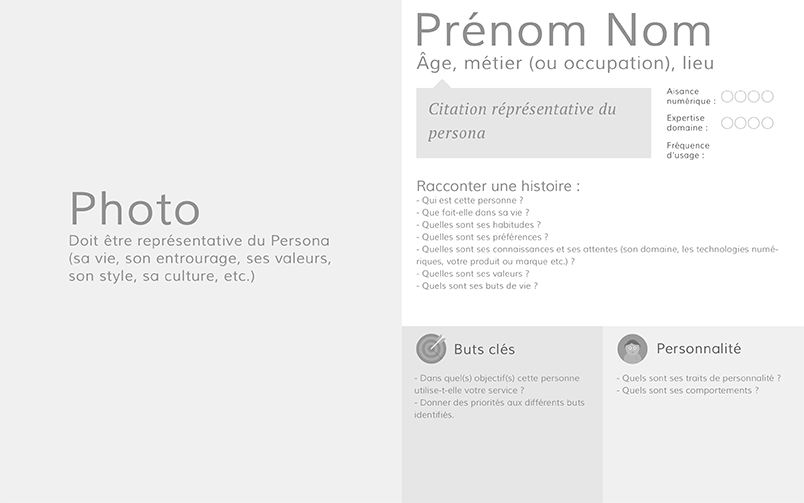 Photo
Doit être représentative du Persona
(sa vie, son entourage, ses valeurs,
son style, sa culture, etc.)
Prénom Nom
Âge, métier (ou occupation), lieu
Citation réprésentative du
persona
Aisance
numérique :
Expertise
domaine :
Fréquence
d'usage :
Racconter une histoire :
- Qui est cette personne ?
- Que fait-elle dans sa vie ?
- Quelles sont ses habitudes ?
- Quelles sont ses préférences ?
- Quelles sont ses connaissances et ses attentes (son domaine, les technologies numé-
riques, votre produit ou marque etc.) ?
- Quelles sont ses valeurs ?
- Quels sont ses buts de vie ?
Buts clés
- Dans quel(s) objectif(s) cette personne
utilise-t-elle votre service ?
- Donner des priorités aux différents buts
identifiés.
Personnalité
- Quels sont ses traits de personnalité ?
- Quels sont ses comportements ?